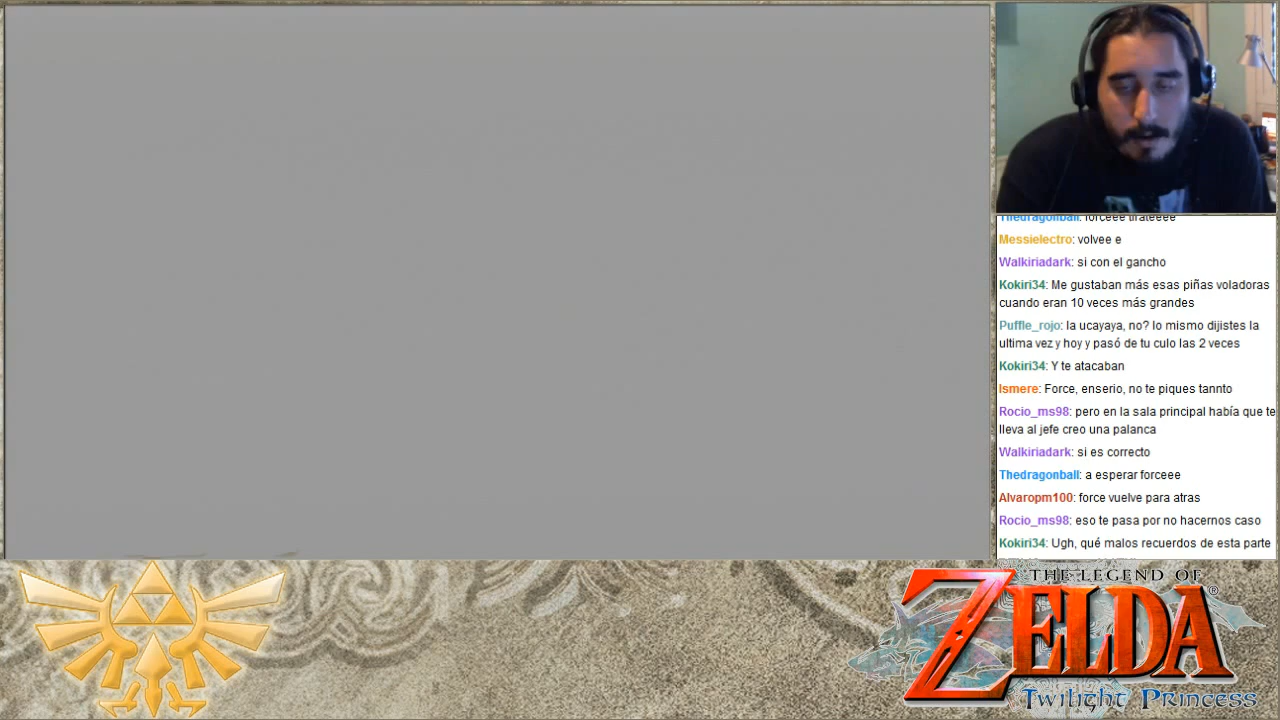 Thedragonball: forceee tirateeee
Messielectro: volvee e
Walkiriadark: si con el gancho
Kokiri34: Me gustaban más esas piñas voladoras
cuando eran 10 veces más grandes
Puffle_rojo: la ucayaya, no? lo mismo dijistes la
ultima vez y hoy y pasó de tu culo las 2 veces
Kokiri34: Y te atacaban
Ismere: Force, enserio, no te piques tannto
Rocio_ms98: pero en la sala principal había que te
lleva al jefe creo una palanca
Walkiriadark: si es correcto
Thedragonball: a esperar forceee
Alvaropm100: force vuelve para atras
Rocio_ms98: eso te pasa por no hacernos caso
Kokiri34: Ugh, qué malos recuerdos de esta parte
THE LEGEND OF
ZELDA®
Twilight Princess